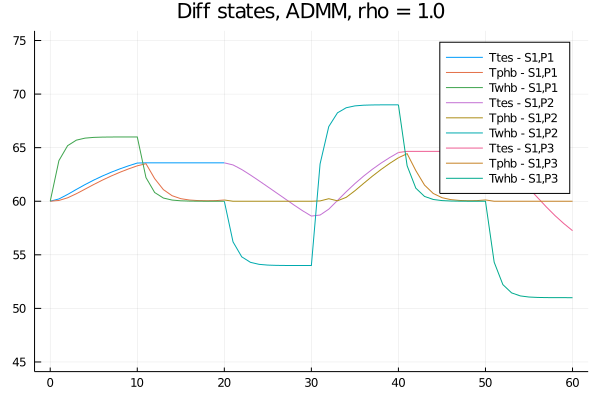 Diff states, ADMM, rho = 1.0
75
70
65
60
55
50
45
0
10
20
30
40
50
60
Ttes - S1,P1
Tphb - S1,P1
Twhb - S1,P1
Ttes - S1,P2
Tphb - S1,P2
Twhb - S1,P2
Ttes - S1,P3
Tphb - S1,P3
Twhb - S1,P3